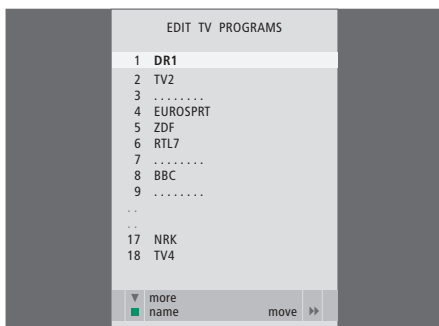 EDIT TV PROGRAMS
1 DR1
2 TV2
3 ........
4 EUROSPRT
5 ZDF
6 RTL7
7 ........
8 BBC
9 ........
. .
. .
17 NRK
18 TV4
▼ more
■ name move ▶▶